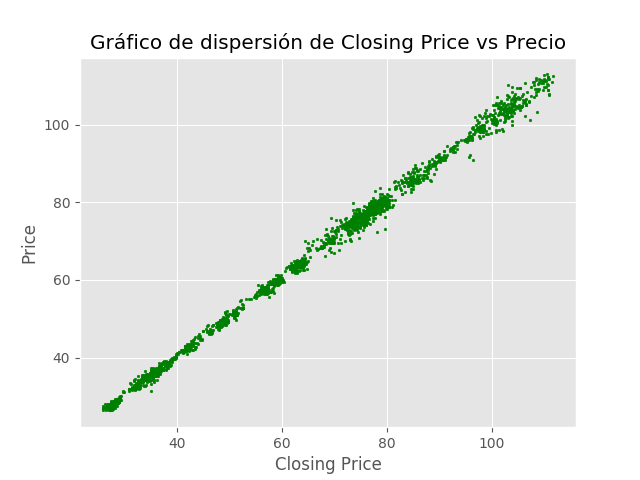 Gráfico de dispersión de Closing Price vs Precio
100
80
60
40
Price
40 60 80 100
Closing Price